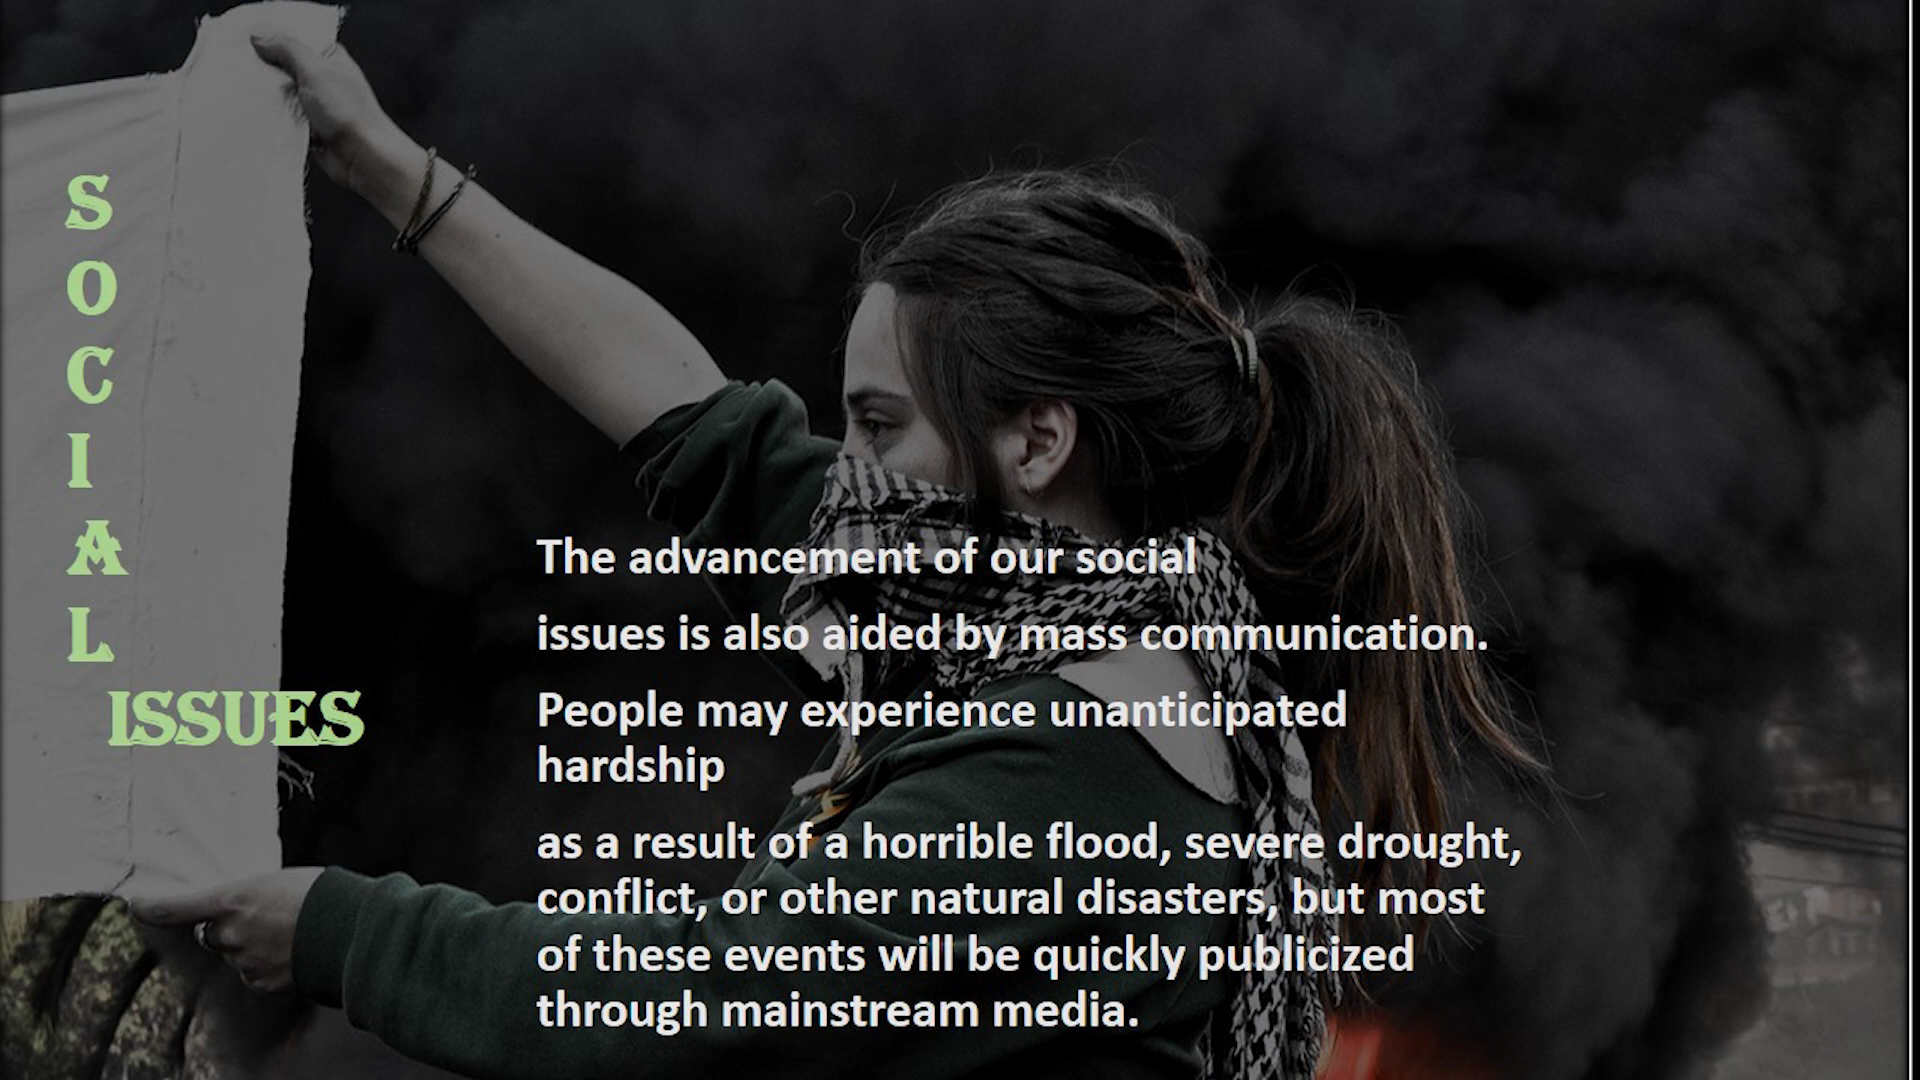 SOCIAL
ISSUES
The advancement of our social
issues is also aided by mass communication.
People may experience unanticipated
hardship
as a result of a horrible flood, severe drought,
conflict, or other natural disasters, but most
of these events will be quickly publicized
through mainstream media.